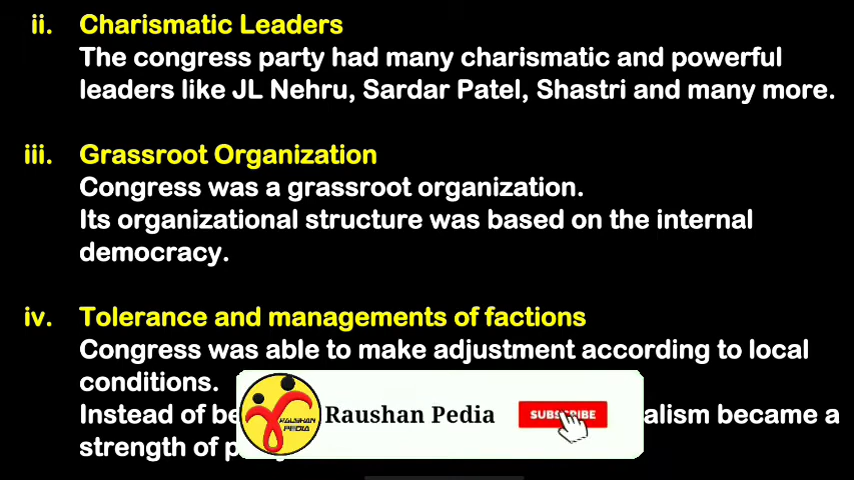 ii. Charismatic Leaders
The congress party had many charismatic and powerful
leaders like JL Nehru, Sardar Patel, Shastri and many more.
iii. Grassroot Organization
Congress was a grassroot organization.
Its organizational structure was based on the internal
democracy.
iv. Tolerance and managements of factions
Congress was able to make adjustment according to local
conditions.
Instead of became a
strength of
RAUSHAN
PEDIA
Raushan Pedia
SUBSCRIBE